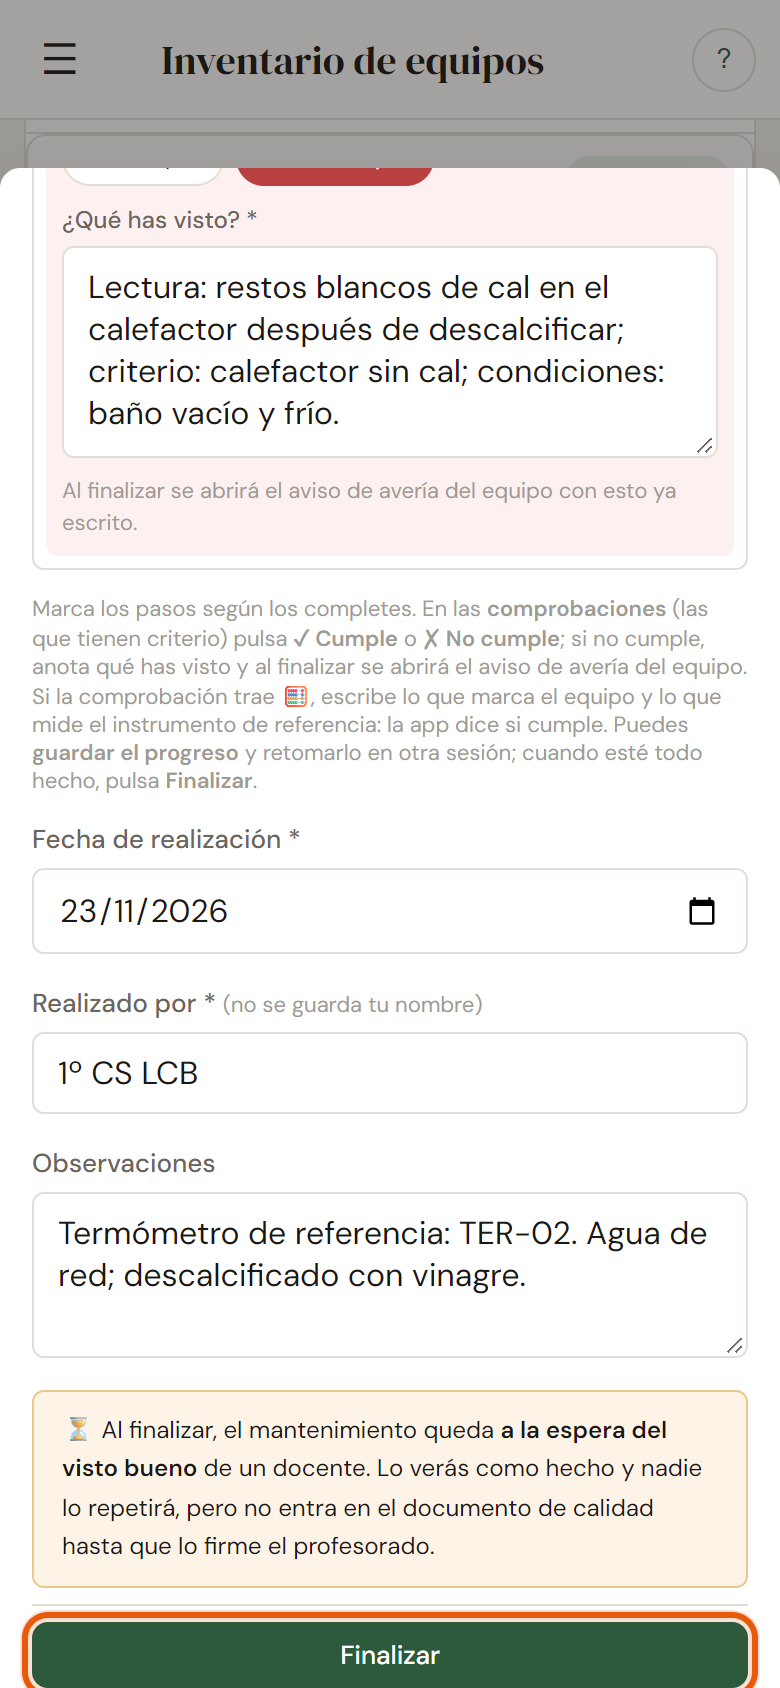 Inventario de equipos
?
¿Qué has visto? *
Lectura: restos blancos de cal en el
calefactor después de descalcificar;
criterio: calefactor sin cal; condiciones:
baño vacío y frío.
Al finalizar se abrirá el aviso de avería del equipo con esto ya
escrito.
Marca los pasos según los completes. En las comprobaciones (las
que tienen criterio) pulsa ✓ Cumple o ✗ No cumple; si no cumple,
anota qué has visto y al finalizar se abrirá el aviso de avería del equipo.
Si la comprobación trae 🧮, escribe lo que marca el equipo y lo que
mide el instrumento de referencia: la app dice si cumple. Puedes
guardar el progreso y retomarlo en otra sesión; cuando esté todo
hecho, pulsa Finalizar.
Fecha de realización *
23/11/2026
Realizado por * (no se guarda tu nombre)
1º CS LCB
Observaciones
Termómetro de referencia: TER-02. Agua de
red; descalcificado con vinagre.
⏳ Al finalizar, el mantenimiento queda a la espera del
visto bueno de un docente. Lo verás como hecho y nadie
lo repetirá, pero no entra en el documento de calidad
hasta que lo firme el profesorado.
Finalizar